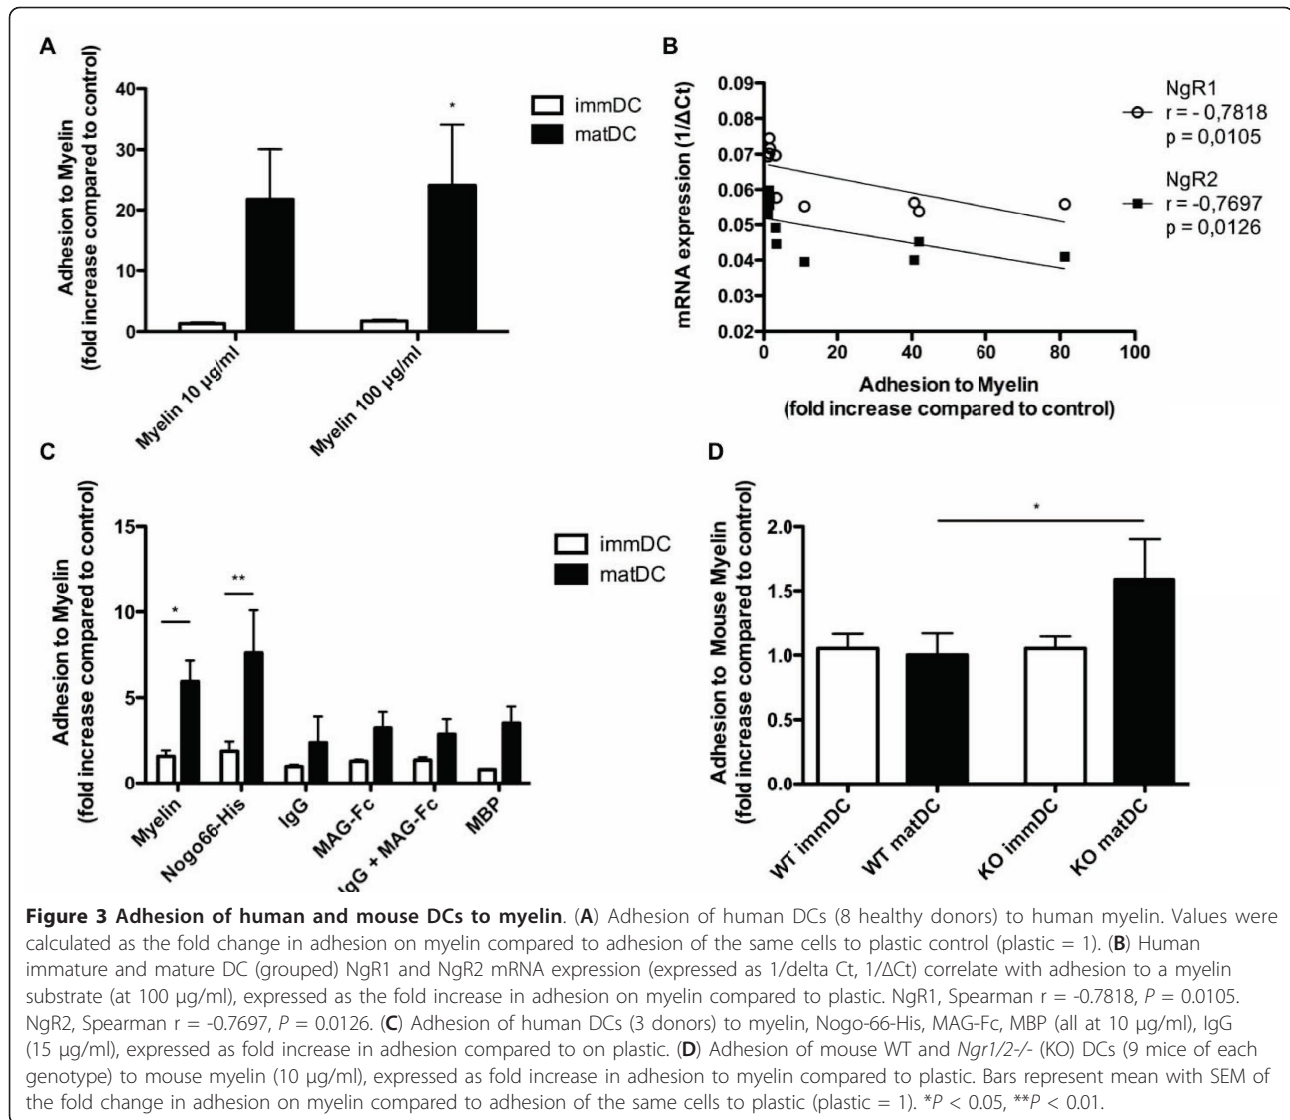 A
Adhesion to Myelin
(fold increase compared to control)
40
30
20
10
0
*
immDC
matDC
Myelin 10 µg/ml
Myelin 100 µg/ml
B
mRNA expression (1/ΔCt)
0.09
0.08
0.07
0.06
0.05
0.04
0.03
0.02
0
20
40
60
80
100
Adhesion to Myelin
(fold increase compared to control)
NgR1
r = - 0,7818
p = 0,0105
NgR2
r = -0,7697
p = 0,0126
C
Adhesion to Myelin
(fold increase compared to control)
15
10
5
0
*
**
immDC
matDC
Myelin
Nogo66-His
IgG
MAG-Fc
IgG + MAG-Fc
MBP
D
Adhesion to Mouse Myelin
(fold increase compared to control)
2.0
1.5
1.0
0.5
0.0
*
WT immDC
WT matDC
KO immDC
KO matDC
Figure 3 Adhesion of human and mouse DCs to myelin. (A) Adhesion of human DCs (8 healthy donors) to human myelin. Values were
calculated as the fold change in adhesion on myelin compared to adhesion of the same cells to plastic control (plastic = 1). (B) Human
immature and mature DC (grouped) NgR1 and NgR2 mRNA expression (expressed as 1/delta Ct, 1/ΔCt) correlate with adhesion to a myelin
substrate (at 100 µg/ml), expressed as the fold increase in adhesion on myelin compared to plastic. NgR1, Spearman r = -0.7818, P = 0.0105.
NgR2, Spearman r = -0.7697, P = 0.0126. (C) Adhesion of human DCs (3 donors) to myelin, Nogo-66-His, MAG-Fc, MBP (all at 10 µg/ml), IgG
(15 µg/ml), expressed as fold increase in adhesion compared to on plastic. (D) Adhesion of mouse WT and Ngr1/2-/- (KO) DCs (9 mice of each
genotype) to mouse myelin (10 µg/ml), expressed as fold increase in adhesion to myelin compared to plastic. Bars represent mean with SEM of
the fold change in adhesion on myelin compared to adhesion of the same cells to plastic (plastic = 1). *P < 0.05, **P < 0.01.